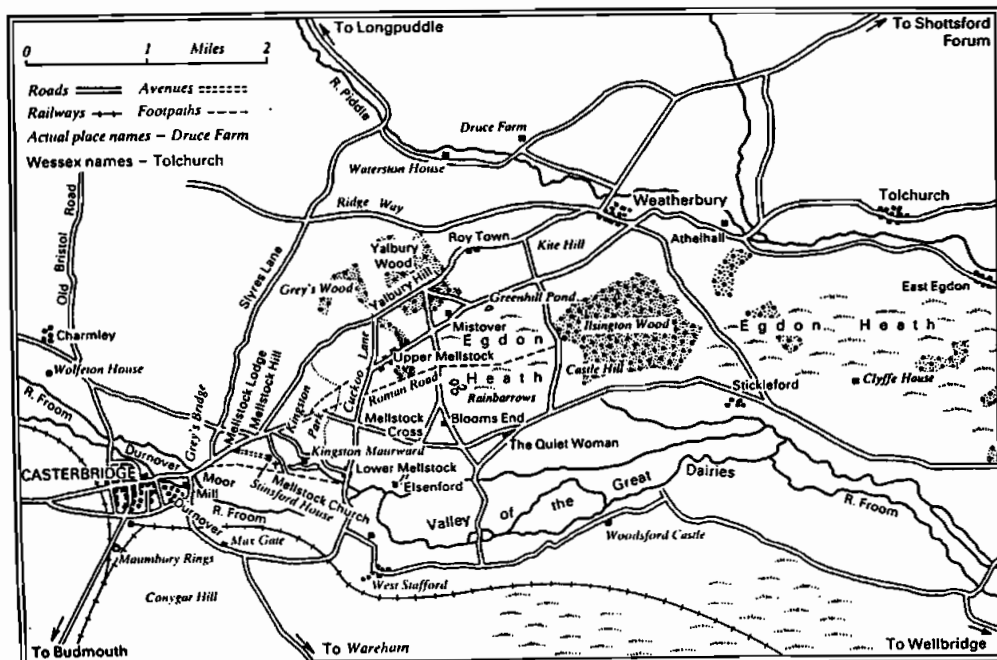 0 1 Miles 2
Roads
Avenues
Railways
Footpaths
Actual place names – Druce Farm
Wessex names – Tolchurch
To Longpuddle
To Shottsford
Forum
R. Piddle
Druce Farm
Waterston House
Old Bristol Road
Ridge Way
Weatherbury
Tolchurch
Slyres Lane
Yalbury
Wood
Roy Town
Kite Hill
Athelhall
Grey's Wood
Yalbury Hill
Greenhill Pond
East Egdon
Charmley
Mistover
Ilsington Wood
Egdon Heath
Wolfeton House
Egdon
Heath
Upper Mellstock
Cuckoo Lane
Roman Road
Castle Hill
Stickleford
Clyffe House
Rainbarrows
R. Froom
Grey's Bridge
Mellstock Lodge
Mellstock Hill
Kingston
Park
Mellstock
Cross
Blooms End
The Quiet Woman
Kingston Maurward
Durnover
CASTERBRIDGE
Moor
Mill
Durnover
Lower Mellstock
Elsenford
Stinsford House
Mellstock Church
R. Froom
Valley of the Great Dairies
R. Froom
Max Gate
Woodsford Castle
Maumbury Rings
West Stafford
Conygar Hill
To Budmouth
To Wareham
To Wellbridge